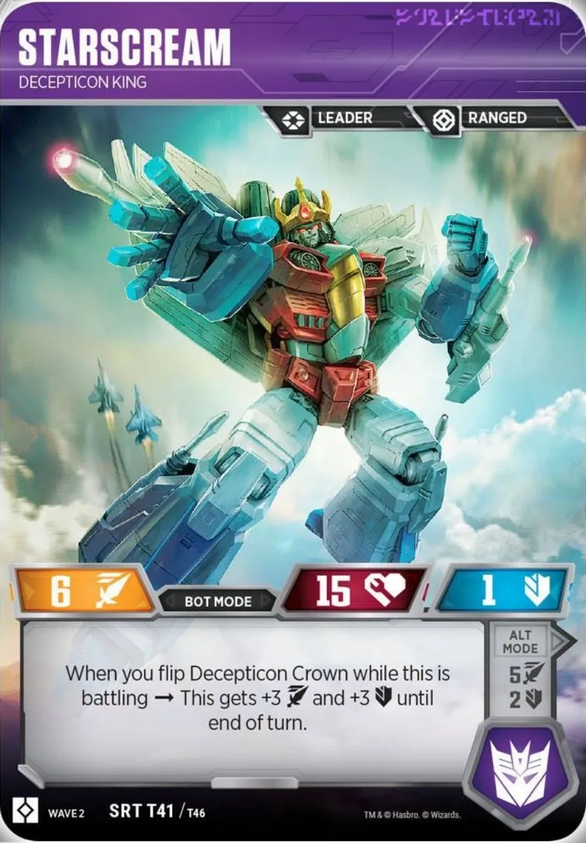 STARSCREAM
DECEPTICON KING
LEADER
RANGED
6
BOT MODE
15
1
When you flip Decepticon Crown while this is
battling → This gets +3 and +3 until
end of turn.
ALT
MODE
5
2
WAVE 2 SRT T41 / T46
TM & © Hasbro. © Wizards.